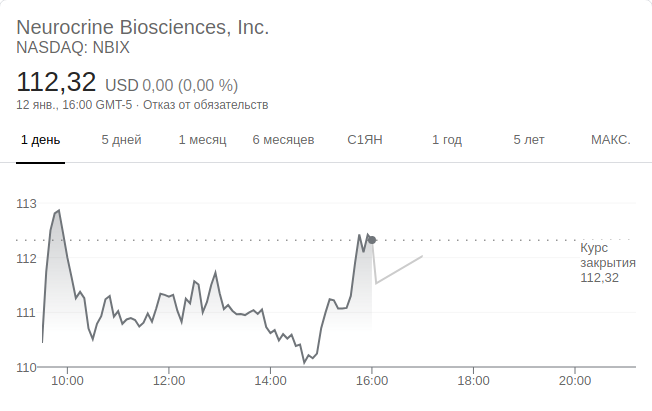 Neurocrine Biosciences, Inc.
NASDAQ: NBIX
112,32 USD 0,00 (0,00 %)
12 янв., 16:00 GMT-5 · Отказ от обязательств
1 день 5 дней 1 месяц 6 месяцев С1ЯН 1 год 5 лет МАКС.
113
Курс
закрытия
112,32
112
111
110
10:00 12:00 14:00 16:00 18:00 20:00